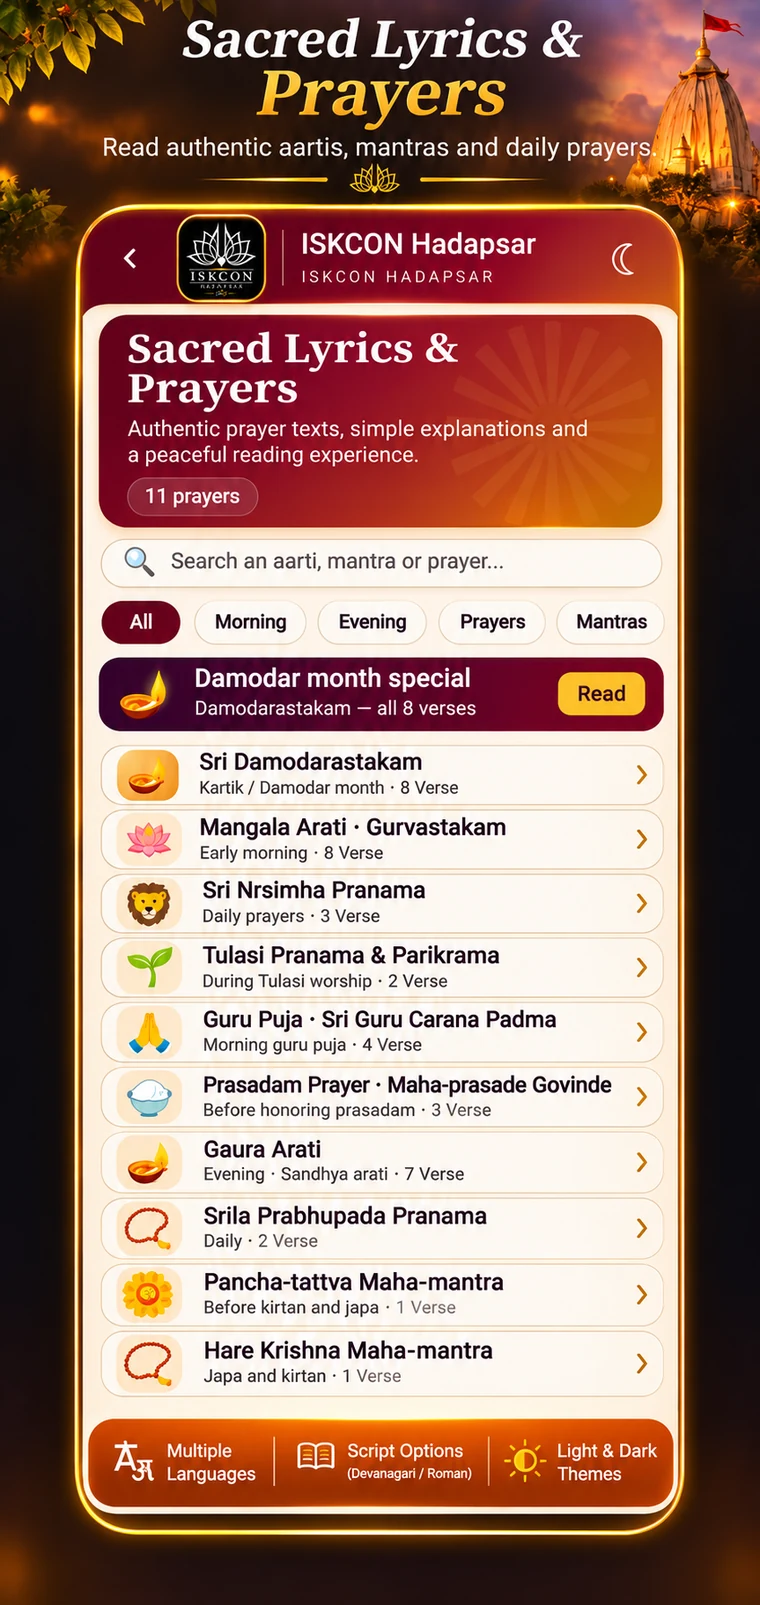 Sacred Lyrics &
Prayers
Read authentic aartis, mantras and daily prayers.
ISKCON
HADAPSAR
ISKCON Hadapsar
ISKCON HADAPSAR
Sacred Lyrics &
Prayers
Authentic prayer texts, simple explanations and
a peaceful reading experience.
11 prayers
Search an aarti, mantra or prayer...
All
Morning
Evening
Prayers
Mantras
Damodar month special
Damodarastakam — all 8 verses
Read
Sri Damodarastakam
Kartik / Damodar month · 8 Verse
Mangala Arati · Gurvastakam
Early morning · 8 Verse
Sri Nrsimha Pranama
Daily prayers · 3 Verse
Tulasi Pranama & Parikrama
During Tulasi worship · 2 Verse
Guru Puja · Sri Guru Carana Padma
Morning guru puja · 4 Verse
Prasadam Prayer · Maha-prasade Govinde
Before honoring prasadam · 3 Verse
Gaura Arati
Evening · Sandhya arati · 7 Verse
Srila Prabhupada Pranama
Daily · 2 Verse
Pancha-tattva Maha-mantra
Before kirtan and japa · 1 Verse
Hare Krishna Maha-mantra
Japa and kirtan · 1 Verse
Multiple
Languages
Script Options
(Devanagari / Roman)
Light & Dark
Themes